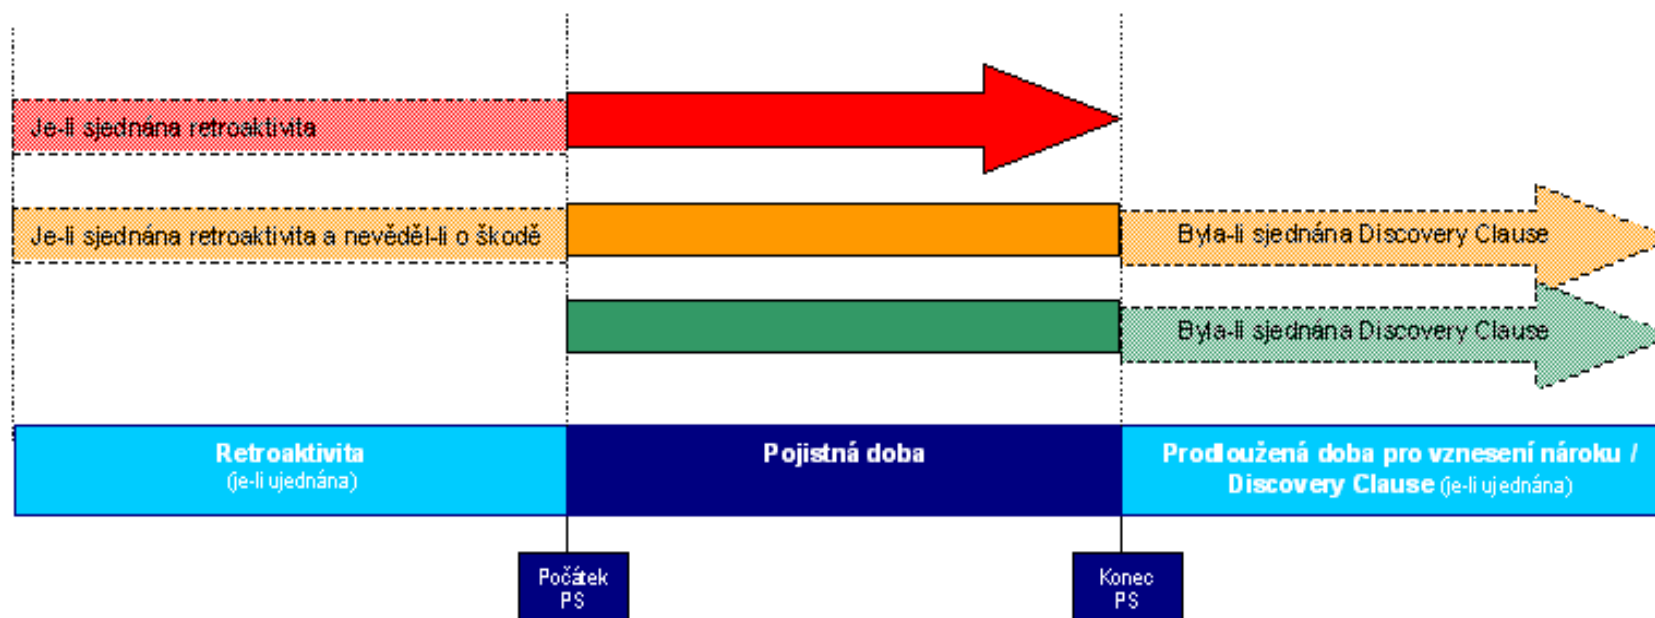 Je-li sjednána retroaktivita
Je-li sjednána retroaktivita a nevěděl-li o škodě
Byla-li sjednána Discovery Clause
Byla-li sjednána Discovery Clause
Retroaktivita
(je-li ujednána)
Pojistná doba
Prodloužená doba pro vznesení nároku /
Discovery Clause (je-li ujednána)
Počátek
PS
Konec
PS